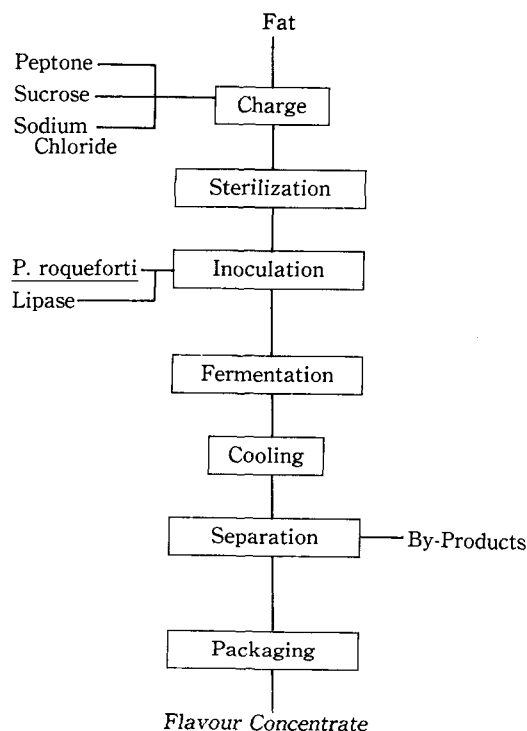 Fat
Peptone
Sucrose
Sodium
Chloride
Charge
Sterilization
P. roqueforti
Lipase
Inoculation
Fermentation
Cooling
Separation
By-Products
Packaging
Flavour Concentrate